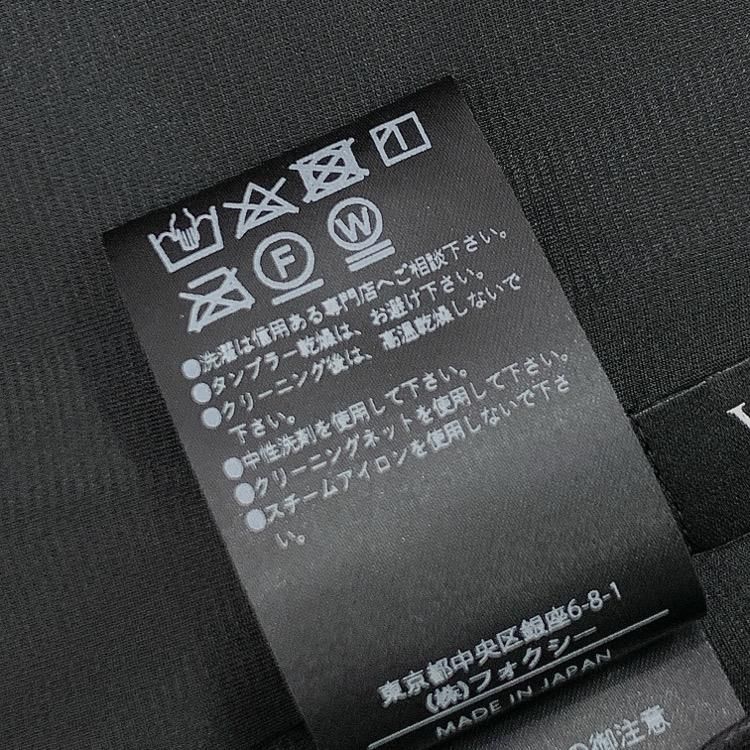 F
W
●洗濯は信用ある専門店へご相談下さい。
●タンブラー乾燥は、お避け下さい。
●クリーニング後は、高温乾燥しないで
下さい。
●中性洗剤を使用して下さい。
●クリーニングネットを使用して下さい。
●スチームアイロンを使用しないで下さ
い。
東京都中央区銀座6-8-1
(株)フォクシー
MADE IN JAPAN
の御注意